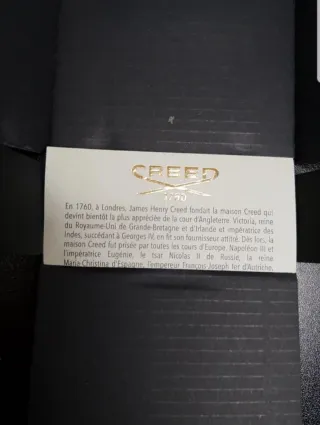 CREED
1760
En 1760, à Londres, James Henry Creed fondait la maison Creed qui
devint bientôt la plus appréciée de la cour d'Angleterre. Victoria, reine
du Royaume-Uni de Grande-Bretagne et d'Irlande et impératrice des
Indes, succédant à Georges IV, en fit son fournisseur attitré. Dès lors, la
maison Creed fut prisée par toutes les cours d'Europe. Napoléon III et
l'impératrice Eugénie, le tsar Nicolas II de Russie, la reine
Maria-Christina d'Espagne, l'empereur François Joseph Ier d'Autriche,